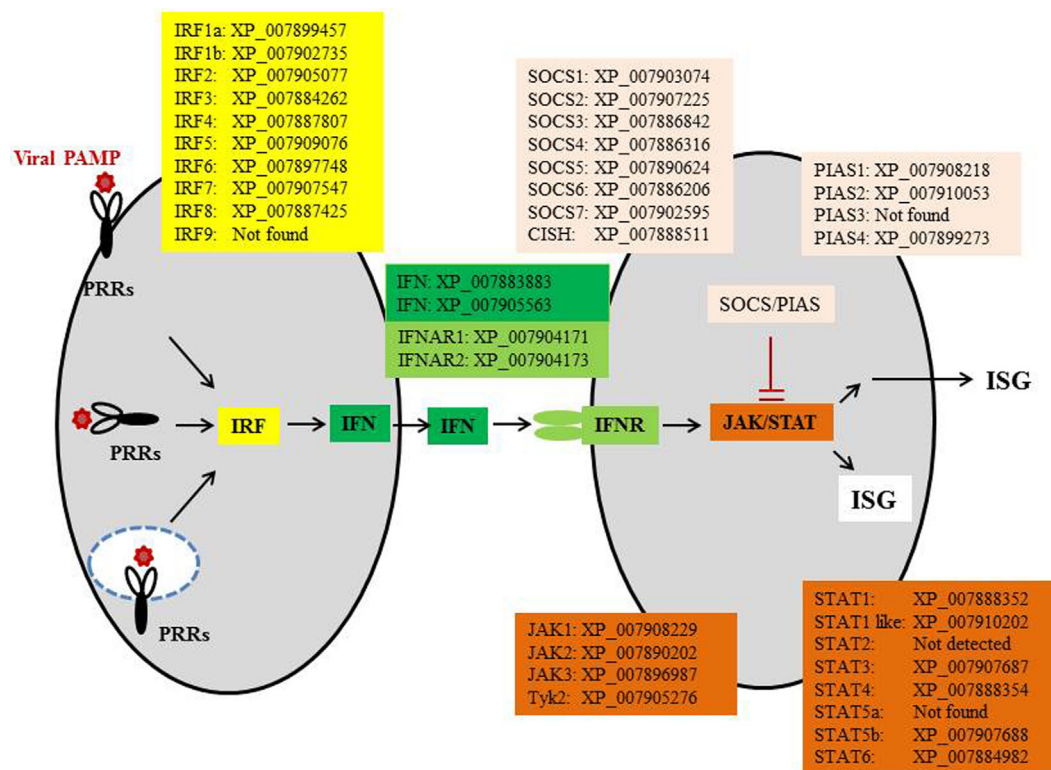 IRF1a: XP_007899457
IRF1b: XP_007902735
IRF2: XP_007905077
IRF3: XP_007884262
IRF4: XP_007887807
IRF5: XP_007909076
IRF6: XP_007897748
IRF7: XP_007907547
IRF8: XP_007887425
IRF9: Not found
SOCS1: XP_007903074
SOCS2: XP_007907225
SOCS3: XP_007886842
SOCS4: XP_007886316
SOCS5: XP_007890624
SOCS6: XP_007886206
SOCS7: XP_007902595
CISH: XP_007888511
PIAS1: XP_007908218
PIAS2: XP_007910053
PIAS3: Not found
PIAS4: XP_007899273
Viral PAMP
PRRs
IFN: XP_007883883
IFN: XP_007905563
IFNAR1: XP_007904171
IFNAR2: XP_007904173
SOCS/PIAS
PRRs
IRF
IFN
IFN
IFNR
JAK/STAT
ISG
ISG
PRRs
JAK1: XP_007908229
JAK2: XP_007890202
JAK3: XP_007896987
Tyk2: XP_007905276
STAT1: XP_007888352
STAT1 like: XP_007910202
STAT2: Not detected
STAT3: XP_007907687
STAT4: XP_007888354
STAT5a: Not found
STAT5b: XP_007907688
STAT6: XP_007884982